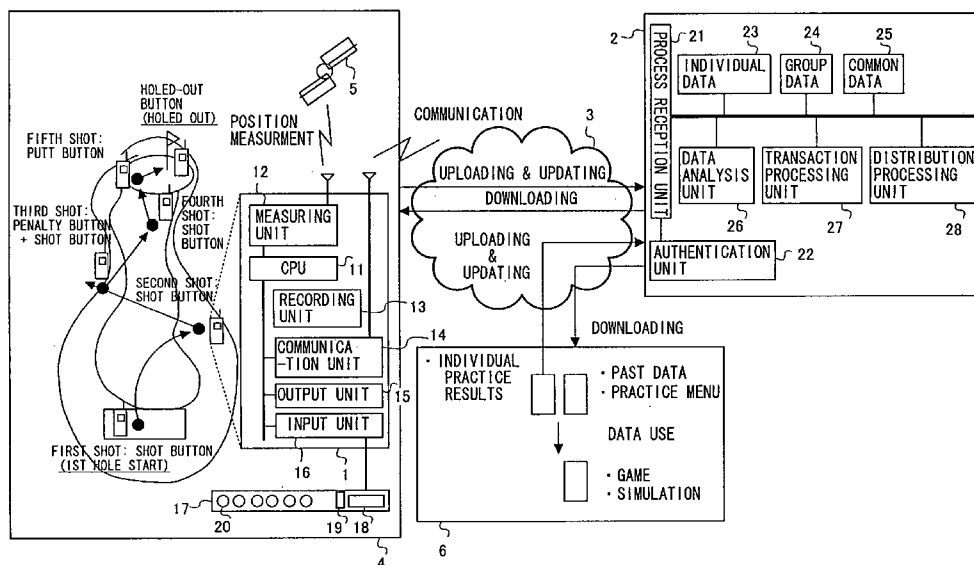 HOLED-OUT
BUTTON
(HOLED OUT)
FIFTH SHOT:
PUTT BUTTON
THIRD SHOT:
PENALTY BUTTON
+ SHOT BUTTON
FOURTH
SHOT:
SHOT
BUTTON
SECOND SHOT:
SHOT BUTTON
FIRST SHOT: SHOT BUTTON
(1ST HOLE START)
5
POSITION
MEASURMENT
12
MEASURING
UNIT
CPU
11
RECORDING
UNIT
13
COMMUNICA
-TION UNIT
14
OUTPUT UNIT
15
INPUT UNIT
16
1
17
20
19
18
4
COMMUNICATION
3
UPLOADING & UPDATING
DOWNLOADING
UPLOADING
&
UPDATING
2
21
PROCESS RECEPTION UNIT
23
INDIVIDUAL
DATA
24
GROUP
DATA
25
COMMON
DATA
DATA
ANALYSIS
UNIT
26
TRANSACTION
PROCESSING
UNIT
27
DISTRIBUTION
PROCESSING
UNIT
28
AUTHENTICATION
UNIT
22
DOWNLOADING
・INDIVIDUAL
PRACTICE
RESULTS
・PAST DATA
・PRACTICE MENU
DATA USE
・GAME
・SIMULATION
6